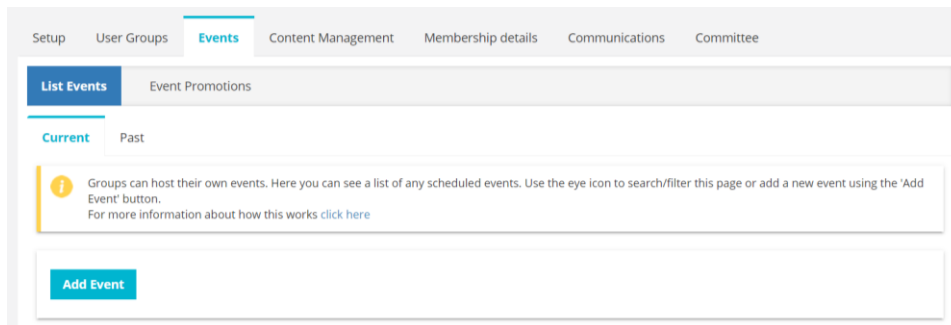 Setup User Groups Events Content Management Membership details Communications Committee
List Events Event Promotions
Current Past
Groups can host their own events. Here you can see a list of any scheduled events. Use the eye icon to search/filter this page or add a new event using the 'Add
Event' button.
For more information about how this works click here
Add Event